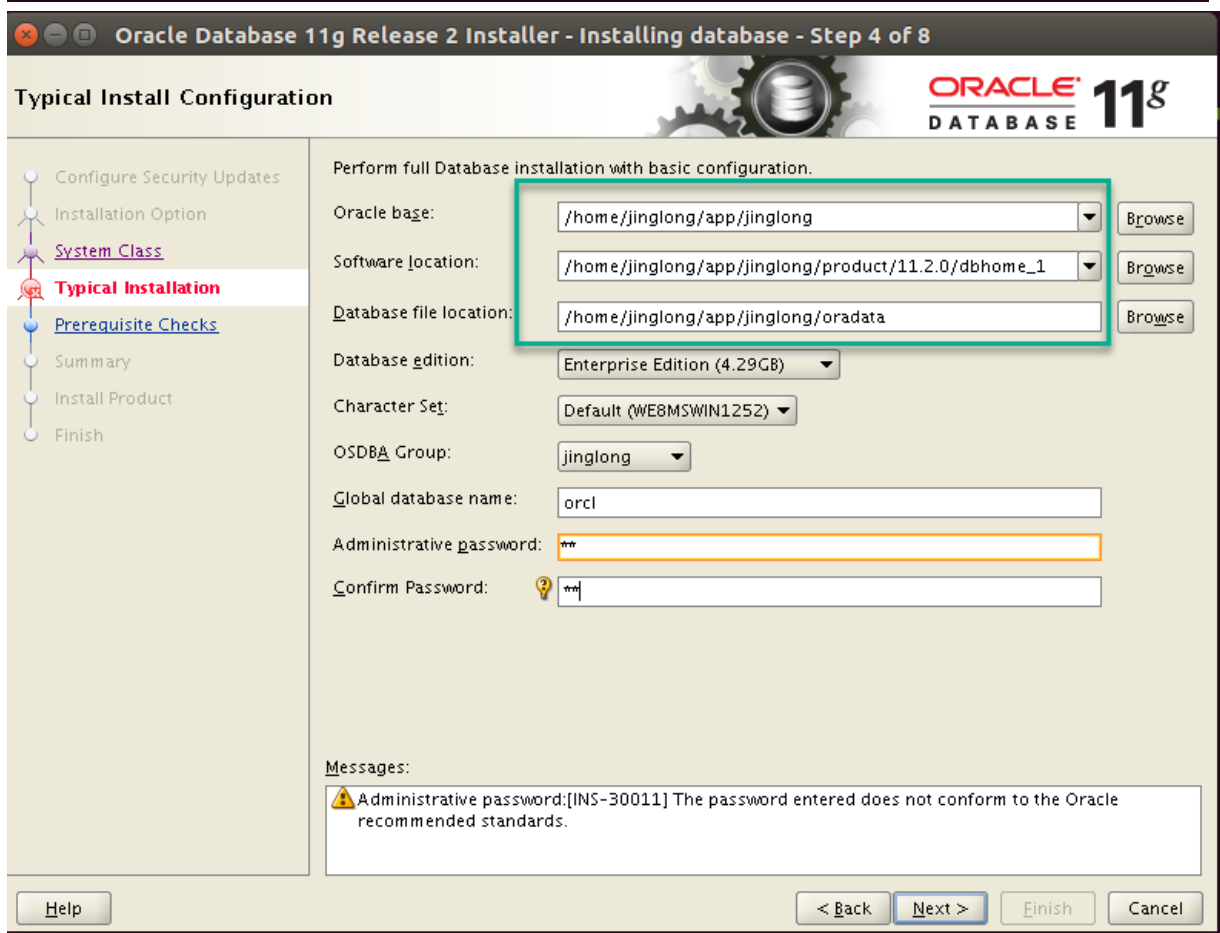 Oracle Database 11g Release 2 Installer - Installing database - Step 4 of 8
Typical Install Configuration
ORACLE
DATABASE
11g
Configure Security Updates
Installation Option
System Class
Typical Installation
Prerequisite Checks
Summary
Install Product
Finish
Perform full Database installation with basic configuration.
Oracle base: /home/jinglong/app/jinglong Browse
Software location: /home/jinglong/app/jinglong/product/11.2.0/dbhome_1 Browse
Database file location: /home/jinglong/app/jinglong/oradata Browse
Database edition: Enterprise Edition (4.29GB)
Character Set: Default (WE8MSWIN1252)
OSDBA Group: jinglong
Global database name: orcl
Administrative password: **
Confirm Password: **
Messages:
Administrative password:[INS-30011] The password entered does not conform to the Oracle
recommended standards.
Help < Back Next > Finish Cancel